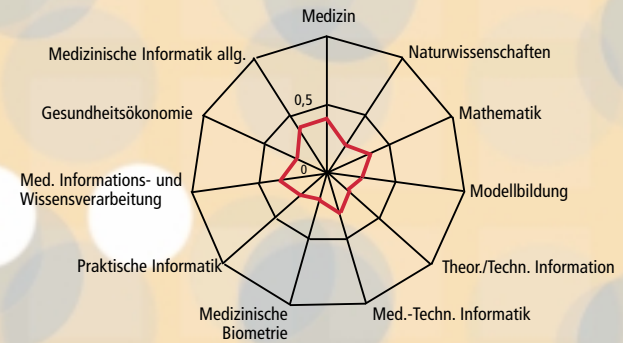 Medizin
Medizinische Informatik allg.
Naturwissenschaften
0,5
Gesundheitsökonomie
Mathematik
0
Med. Informations- und
Wissensverarbeitung
Modellbildung
Praktische Informatik
Theor./Techn. Information
Medizinische
Biometrie
Med.-Techn. Informatik